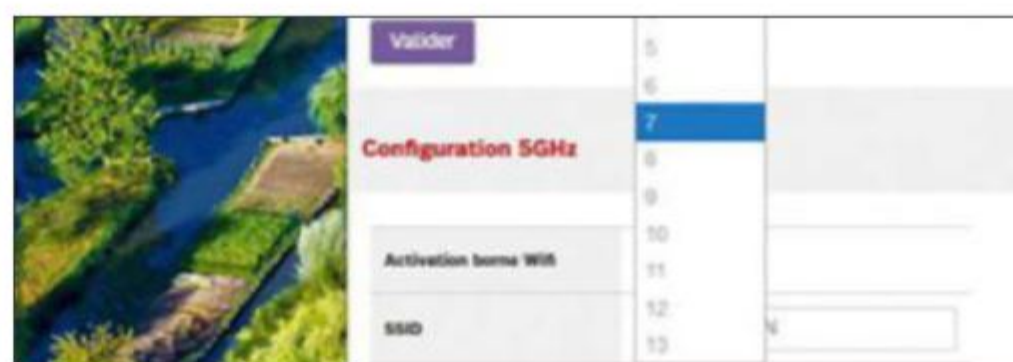 Valider
5
6
7
Configuration 5GHz
8
9
10
Activation borne Wifi
11
12
SSID
13